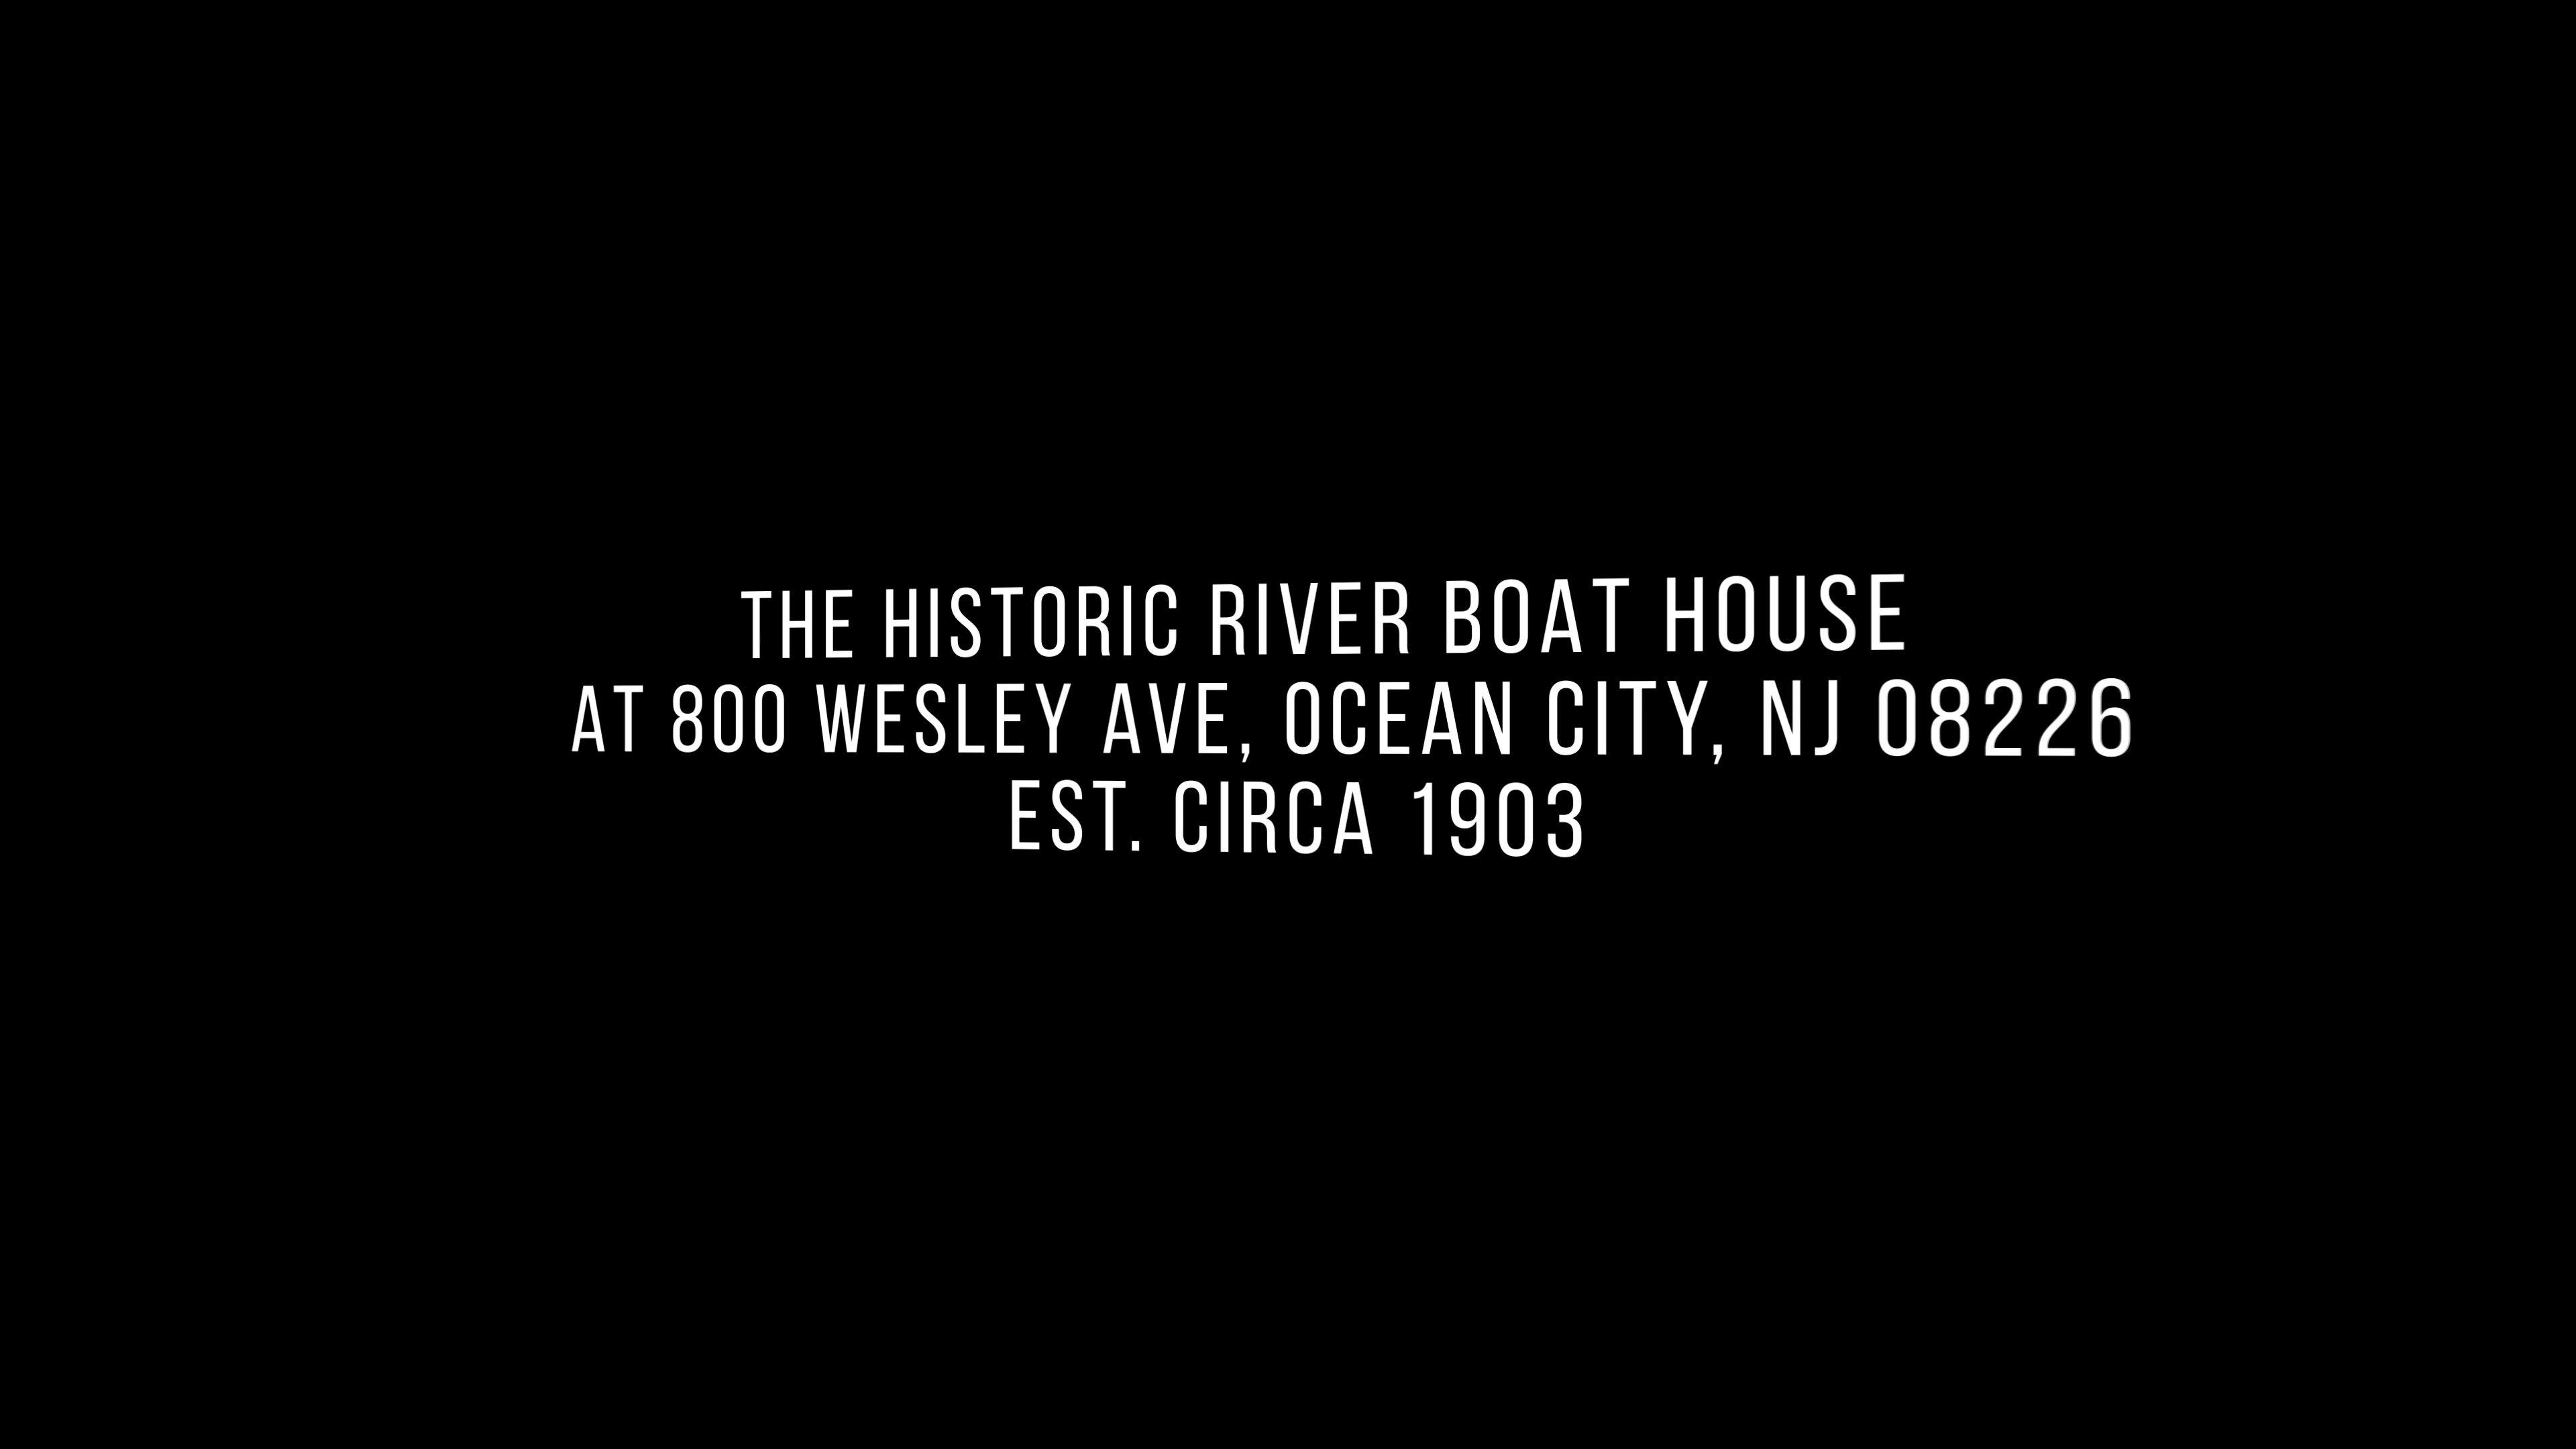 THE HISTORIC RIVER BOAT HOUSE
AT 800 WESLEY AVE, OCEAN CITY, NJ 08226
EST. CIRCA 1903